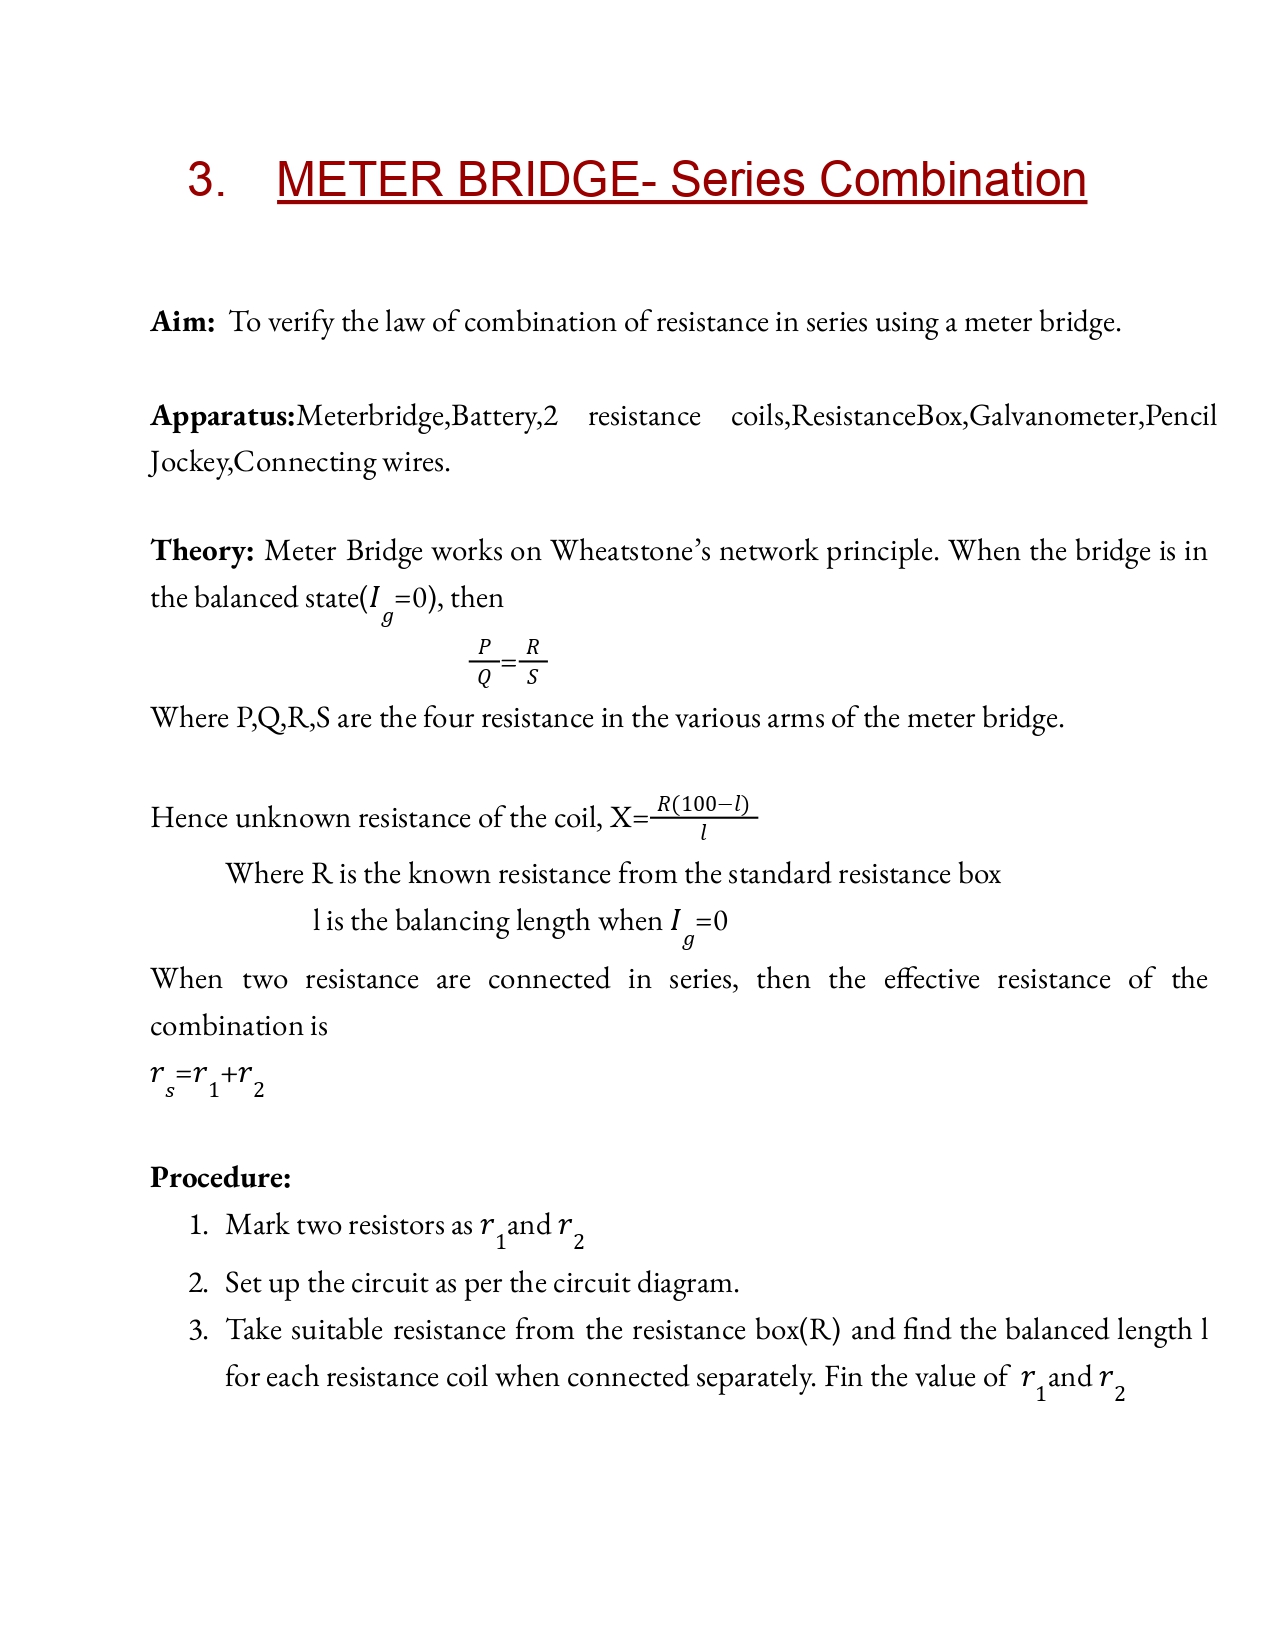 3. METER BRIDGE- Series Combination
Aim: To verify the law of combination of resistance in series using a meter bridge.
Apparatus:Meterbridge,Battery,2 resistance coils,ResistanceBox,Galvanometer,Pencil
Jockey,Connecting wires.
Theory: Meter Bridge works on Wheatstone’s network principle. When the bridge is in
the balanced state(I_g=0), then
P/Q=R/S
Where P,Q,R,S are the four resistance in the various arms of the meter bridge.
Hence unknown resistance of the coil, X=R(100−l)/l
Where R is the known resistance from the standard resistance box
l is the balancing length when I_g=0
When two resistance are connected in series, then the effective resistance of the
combination is
r_s=r_1+r_2
Procedure:
1. Mark two resistors as r_1and r_2
2. Set up the circuit as per the circuit diagram.
3. Take suitable resistance from the resistance box(R) and find the balanced length l
for each resistance coil when connected separately. Fin the value of r_1and r_2